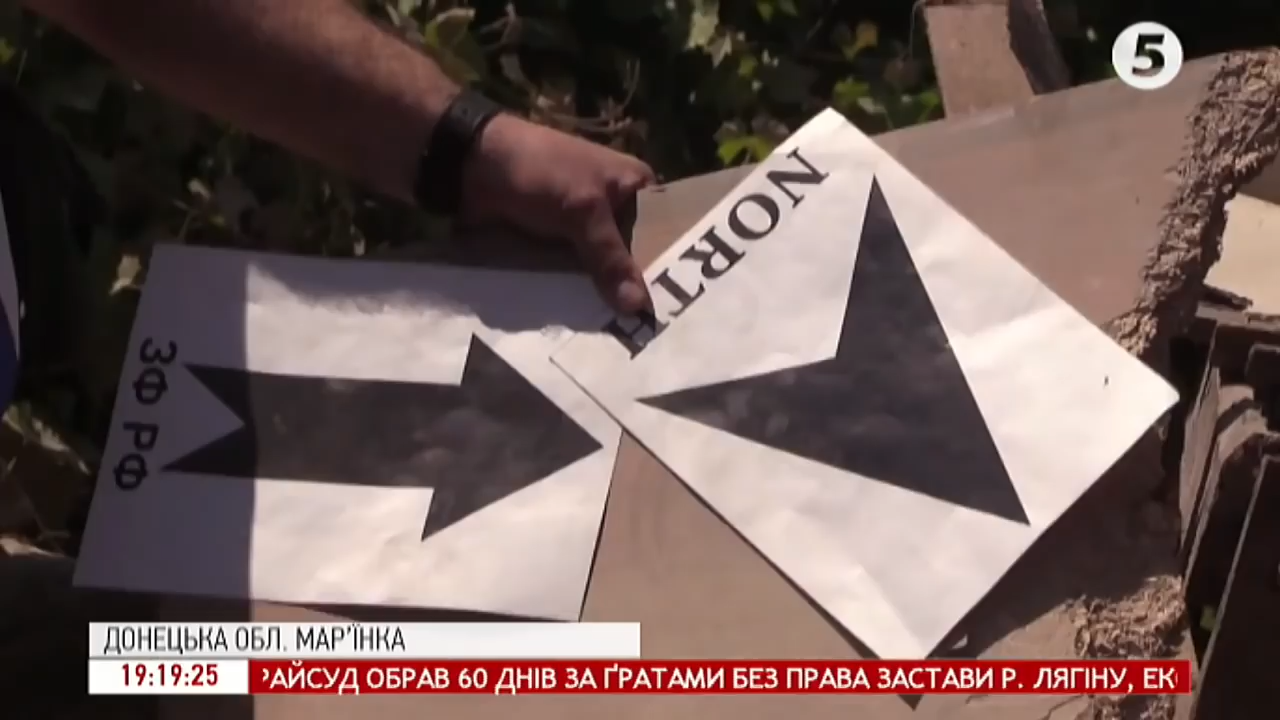 5
NORTH
ЗФ РФ
ДОНЕЦЬКА ОБЛ. МАР’ЇНКА
19:19:25
РАЙСУД ОБРАВ 60 ДНІВ ЗА ҐРАТАМИ БЕЗ ПРАВА ЗАСТАВИ Р. ЛЯГІНУ,